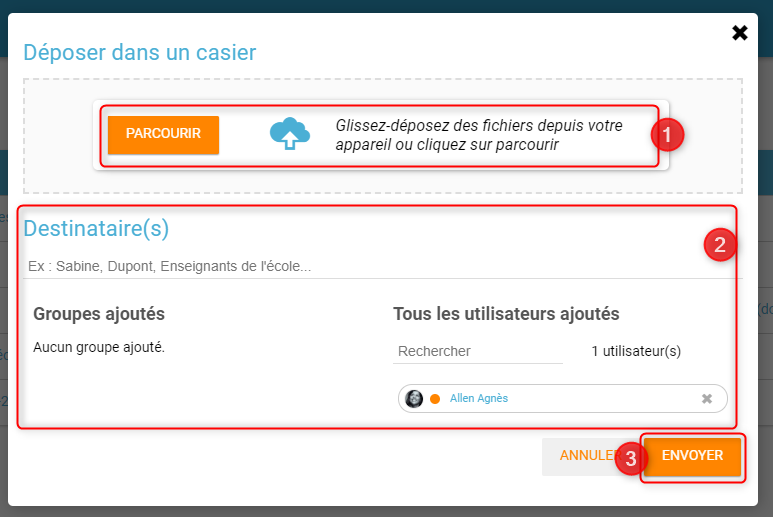 ✖
Déposer dans un casier
PARCOURIR
Glissez-déposez des fichiers depuis votre
appareil ou cliquez sur parcourir
1
Destinataire(s)
2
Ex : Sabine, Dupont, Enseignants de l'école...
Groupes ajoutés
Aucun groupe ajouté.
Tous les utilisateurs ajoutés
Rechercher
1 utilisateur(s)
Allen Agnès
ANNULER
3
ENVOYER